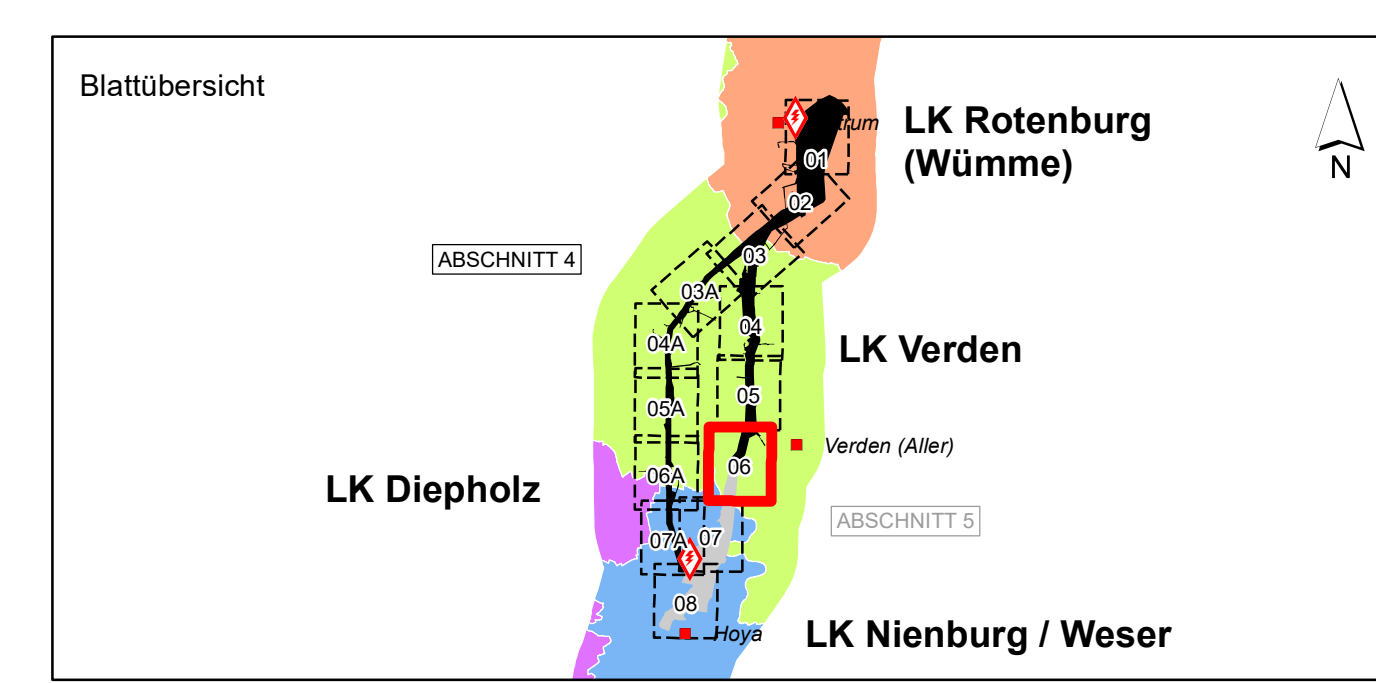 Blattübersicht
LK Rotenburg
(Wümme)
N
01
02
ABSCHNITT 4
03
03A
04
04A
LK Verden
05
05A
Verden (Aller)
06
06A
LK Diepholz
ABSCHNITT 5
07A
07
08
Hoya
LK Nienburg / Weser